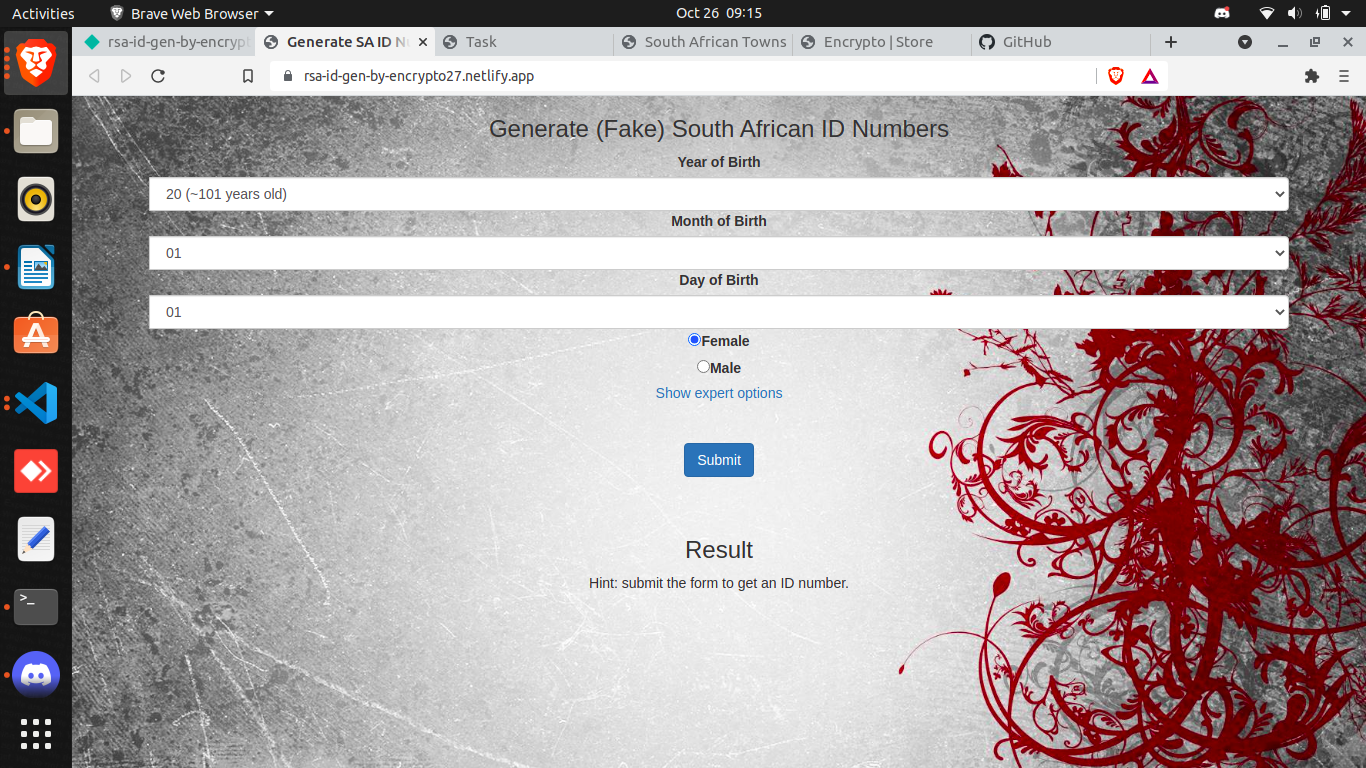 Activities
Brave Web Browser
Oct 26 09:15
rsa-id-gen-by-encrypt
Generate SA ID N
Task
South African Towns
Encrypto | Store
GitHub
rsa-id-gen-by-encrypto27.netlify.app
Generate (Fake) South African ID Numbers
Year of Birth
20 (~101 years old)
Month of Birth
01
Day of Birth
01
Female
Male
Show expert options
Submit
Result
Hint: submit the form to get an ID number.